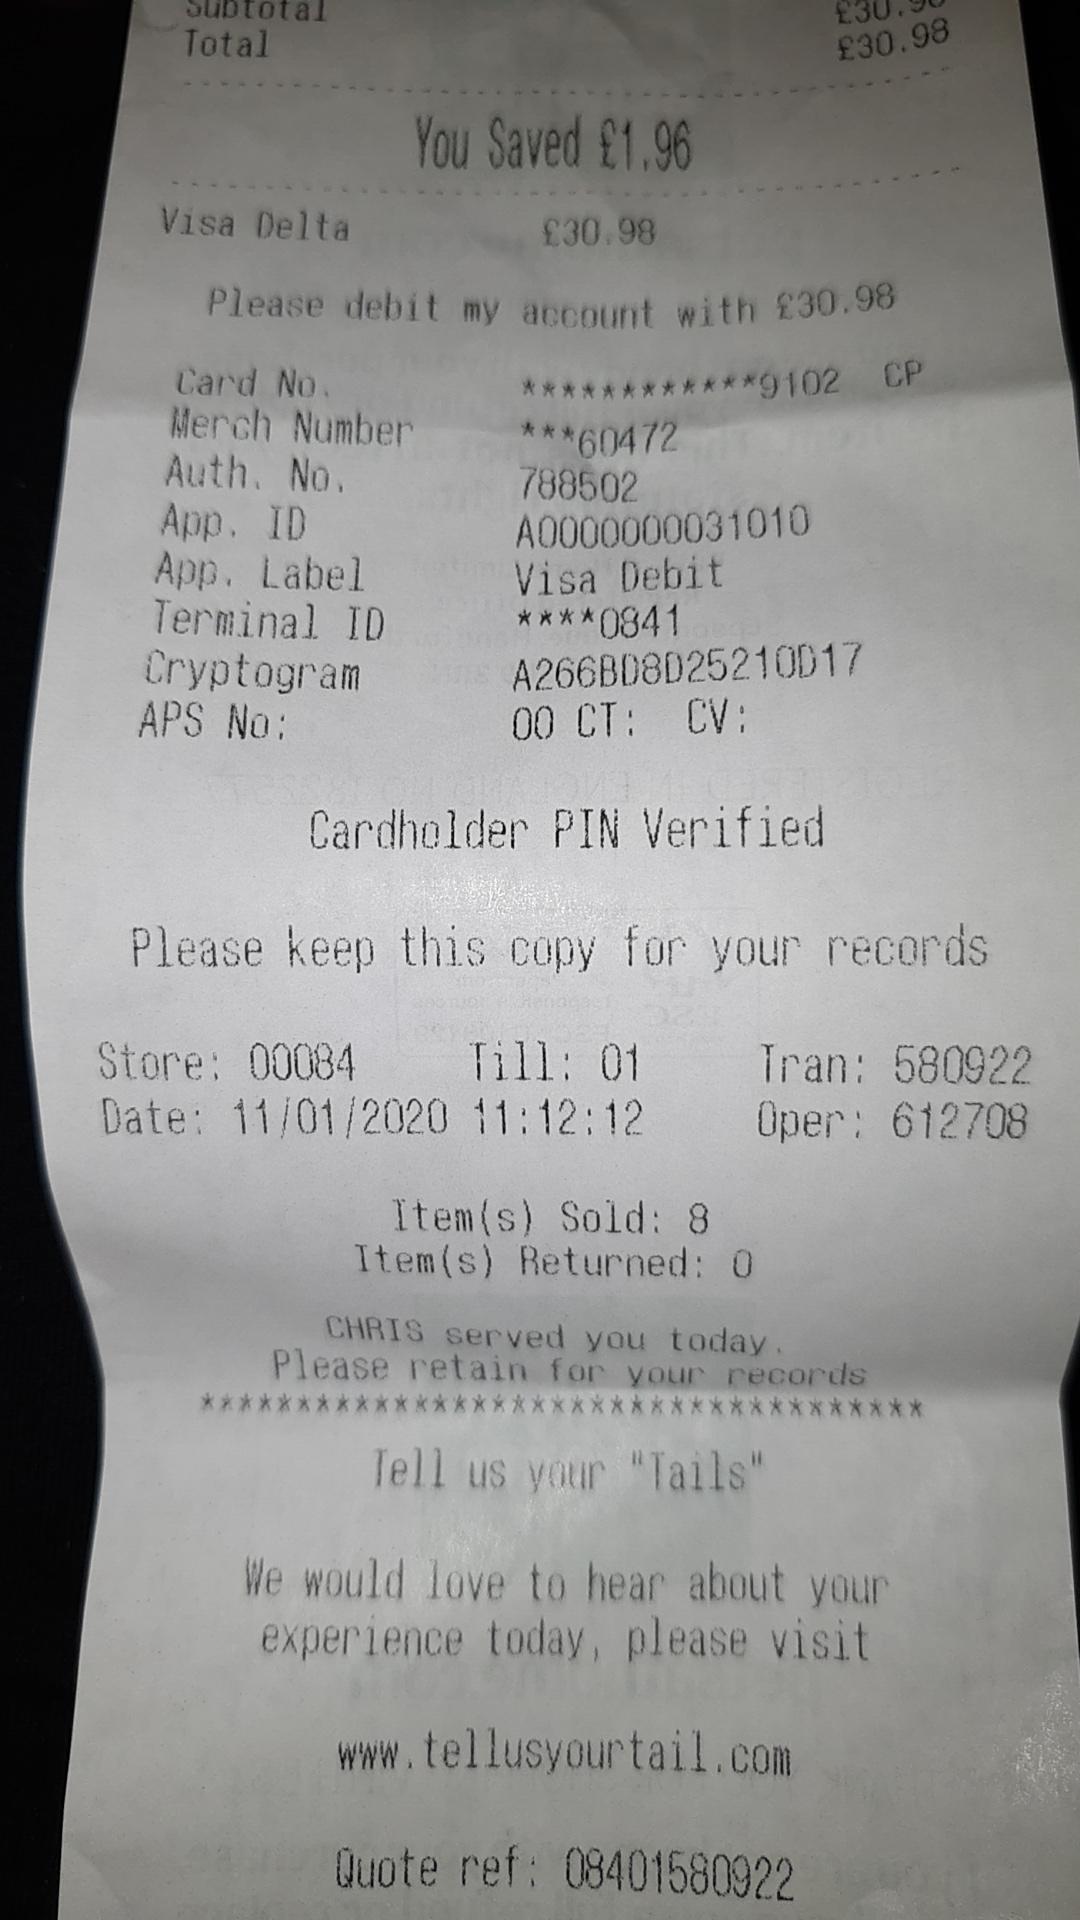 Subtotal £30.98
Total £30.98
You Saved £1.96
Visa Delta £30.98
Please debit my account with £30.98
Card No. ************9102 CP
Merch Number ***60472
Auth. No. 788502
App. ID A0000000031010
App. Label Visa Debit
Terminal ID ****0841
Cryptogram A266BD8D25210D17
APS No: 00 CT: CV:
Cardholder PIN Verified
Please keep this copy for your records
Store: 00084 Till: 01 Tran: 580922
Date: 11/01/2020 11:12:12 Oper: 612708
Item(s) Sold: 8
Item(s) Returned: 0
CHRIS served you today.
Please retain for your records
***************************************
Tell us your "Tails"
We would love to hear about your
experience today, please visit
www.tellusyourtail.com
Quote ref: 08401580922